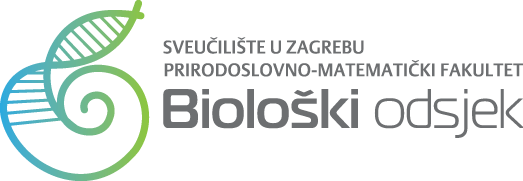 SVEUČILIŠTE U ZAGREBU
PRIRODOSLOVNO-MATEMATIČKI FAKULTET
Biološki odsjek